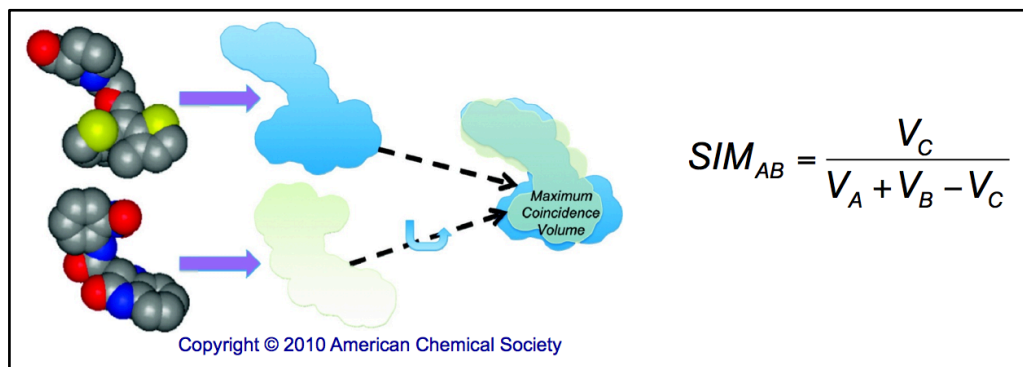 Maximum
Coincidence
Volume
SIM_AB = V_C / (V_A + V_B − V_C)
Copyright © 2010 American Chemical Society